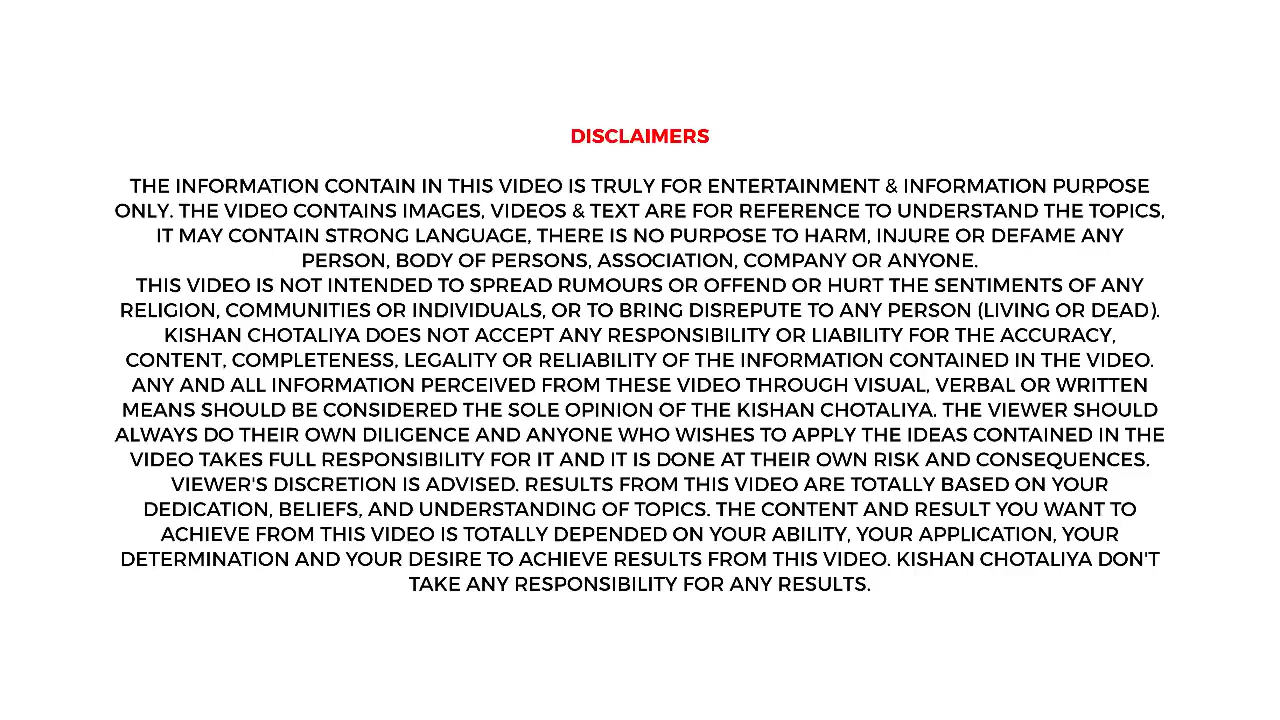 DISCLAIMERS
THE INFORMATION CONTAIN IN THIS VIDEO IS TRULY FOR ENTERTAINMENT & INFORMATION PURPOSE
ONLY. THE VIDEO CONTAINS IMAGES, VIDEOS & TEXT ARE FOR REFERENCE TO UNDERSTAND THE TOPICS,
IT MAY CONTAIN STRONG LANGUAGE, THERE IS NO PURPOSE TO HARM, INJURE OR DEFAME ANY
PERSON, BODY OF PERSONS, ASSOCIATION, COMPANY OR ANYONE.
THIS VIDEO IS NOT INTENDED TO SPREAD RUMOURS OR OFFEND OR HURT THE SENTIMENTS OF ANY
RELIGION, COMMUNITIES OR INDIVIDUALS, OR TO BRING DISREPUTE TO ANY PERSON (LIVING OR DEAD).
KISHAN CHOTALIYA DOES NOT ACCEPT ANY RESPONSIBILITY OR LIABILITY FOR THE ACCURACY,
CONTENT, COMPLETENESS, LEGALITY OR RELIABILITY OF THE INFORMATION CONTAINED IN THE VIDEO.
ANY AND ALL INFORMATION PERCEIVED FROM THESE VIDEO THROUGH VISUAL, VERBAL OR WRITTEN
MEANS SHOULD BE CONSIDERED THE SOLE OPINION OF THE KISHAN CHOTALIYA. THE VIEWER SHOULD
ALWAYS DO THEIR OWN DILIGENCE AND ANYONE WHO WISHES TO APPLY THE IDEAS CONTAINED IN THE
VIDEO TAKES FULL RESPONSIBILITY FOR IT AND IT IS DONE AT THEIR OWN RISK AND CONSEQUENCES.
VIEWER'S DISCRETION IS ADVISED. RESULTS FROM THIS VIDEO ARE TOTALLY BASED ON YOUR
DEDICATION, BELIEFS, AND UNDERSTANDING OF TOPICS. THE CONTENT AND RESULT YOU WANT TO
ACHIEVE FROM THIS VIDEO IS TOTALLY DEPENDED ON YOUR ABILITY, YOUR APPLICATION, YOUR
DETERMINATION AND YOUR DESIRE TO ACHIEVE RESULTS FROM THIS VIDEO. KISHAN CHOTALIYA DON'T
TAKE ANY RESPONSIBILITY FOR ANY RESULTS.